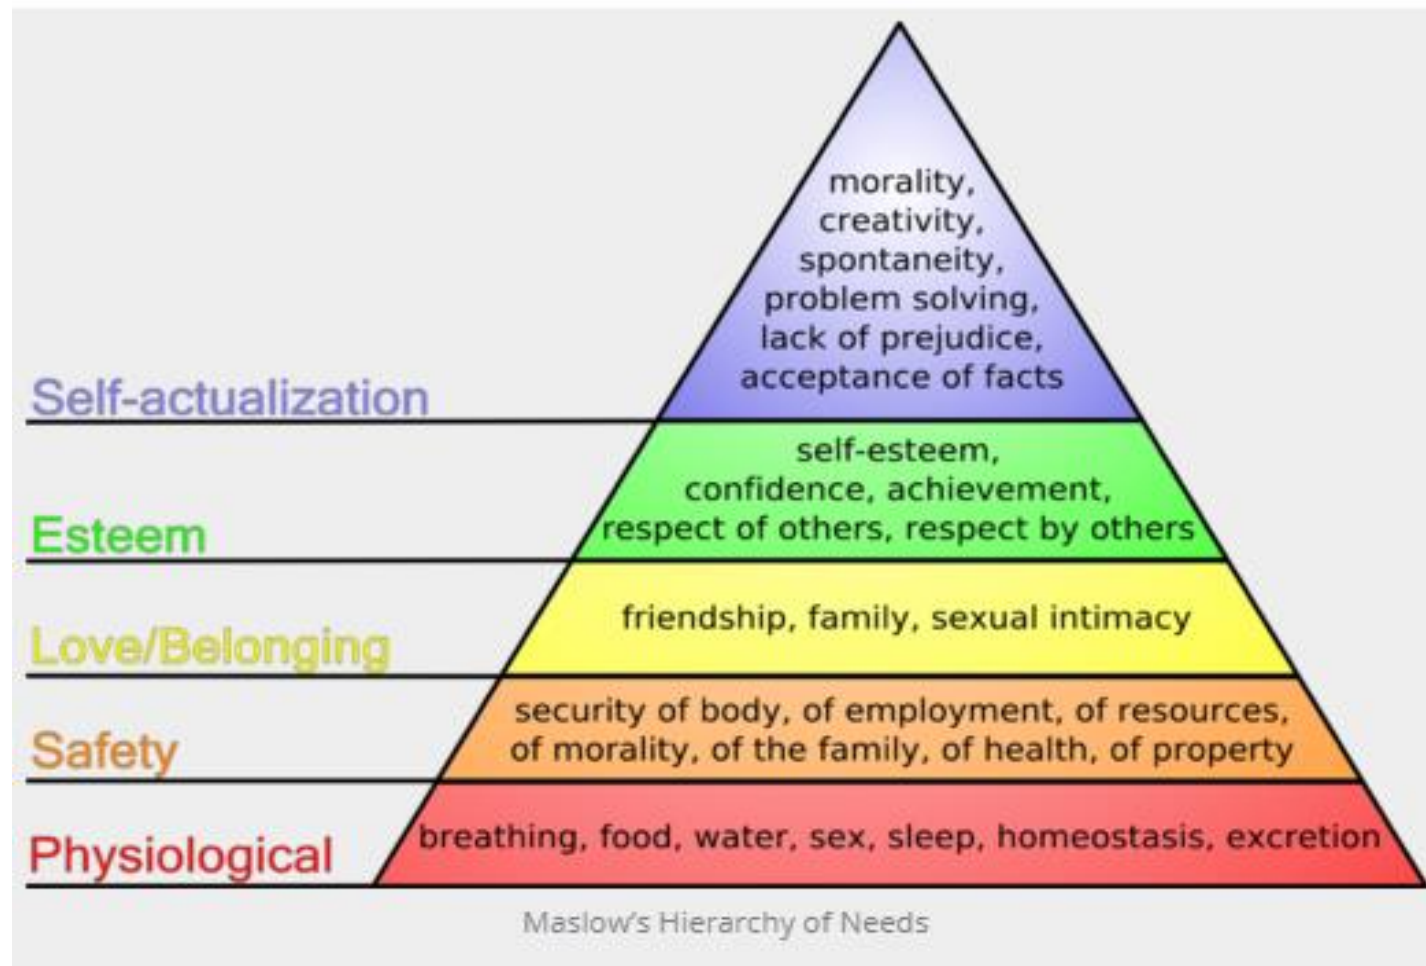 morality,
creativity,
spontaneity,
problem solving,
lack of prejudice,
acceptance of facts
Self-actualization
self-esteem,
confidence, achievement,
respect of others, respect by others
Esteem
friendship, family, sexual intimacy
Love/Belonging
security of body, of employment, of resources,
of morality, of the family, of health, of property
Safety
breathing, food, water, sex, sleep, homeostasis, excretion
Physiological
Maslow's Hierarchy of Needs